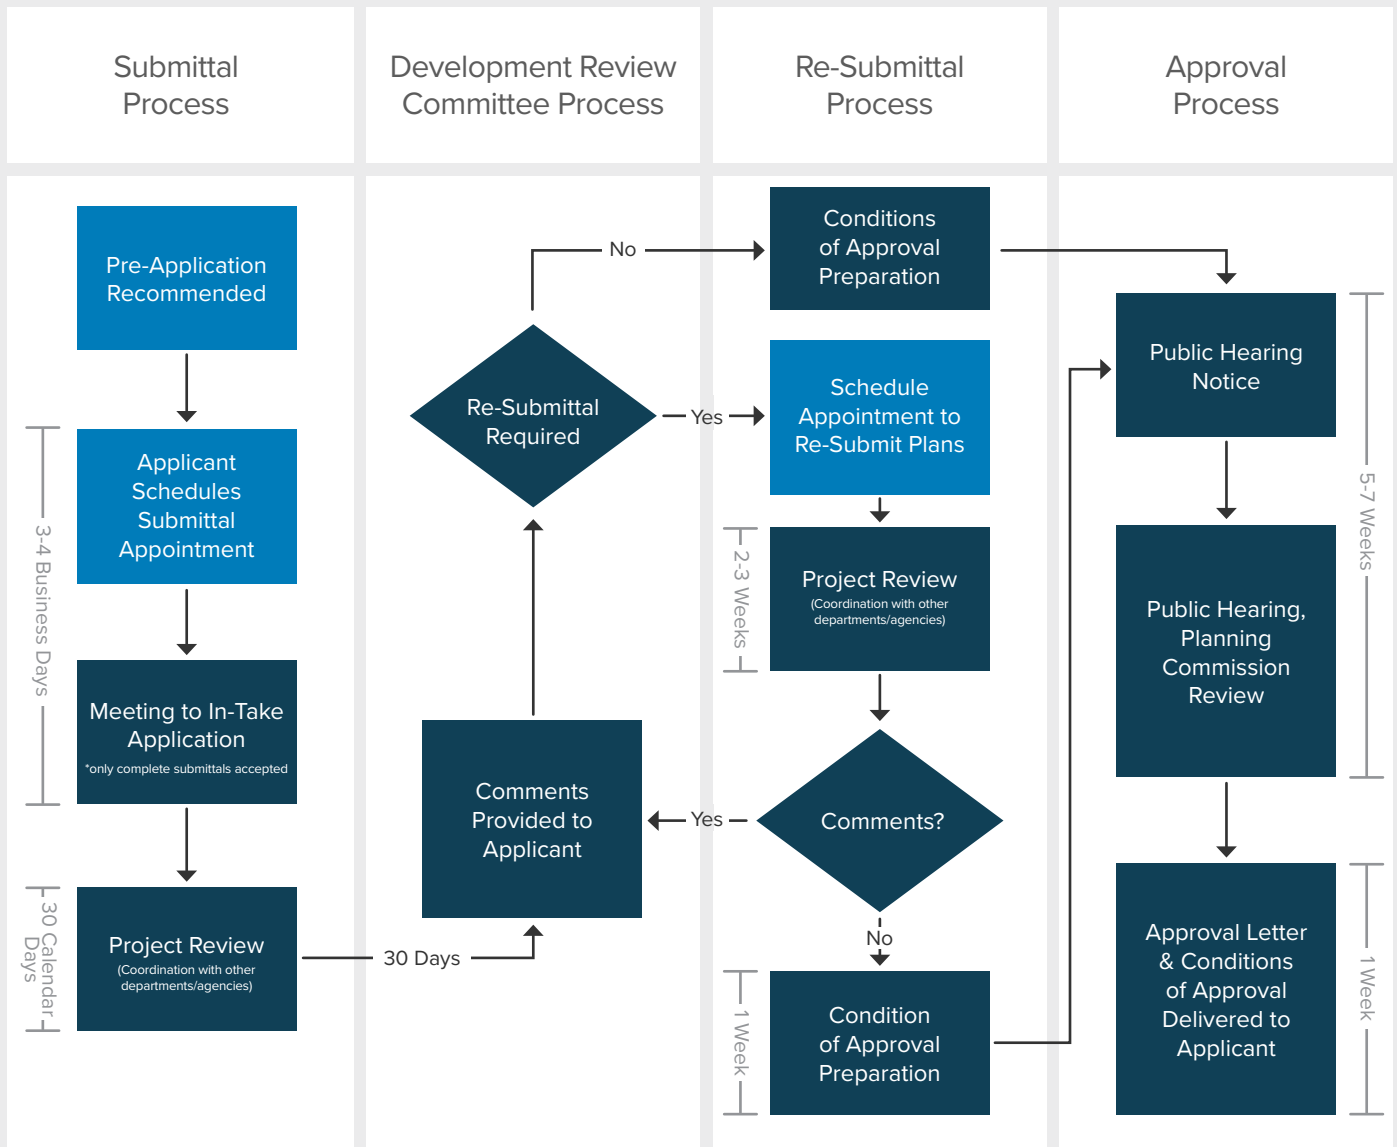 Submittal
Process
Development Review
Committee Process
Re-Submittal
Process
Approval
Process
Pre-Application
Recommended
Applicant
Schedules
Submittal
Appointment
3-4 Business Days
Meeting to In-Take
Application
*only complete submittals accepted
Project Review
(Coordination with other
departments/agencies)
30 Calendar
Days
30 Days
Comments
Provided to
Applicant
Re-Submittal
Required
No
Yes
Conditions
of Approval
Preparation
Schedule
Appointment to
Re-Submit Plans
Project Review
(Coordination with other
departments/agencies)
2-3 Weeks
Comments?
Yes
No
Condition
of Approval
Preparation
1 Week
Public Hearing
Notice
Public Hearing,
Planning
Commission
Review
5-7 Weeks
Approval Letter
& Conditions
of Approval
Delivered to
Applicant
1 Week